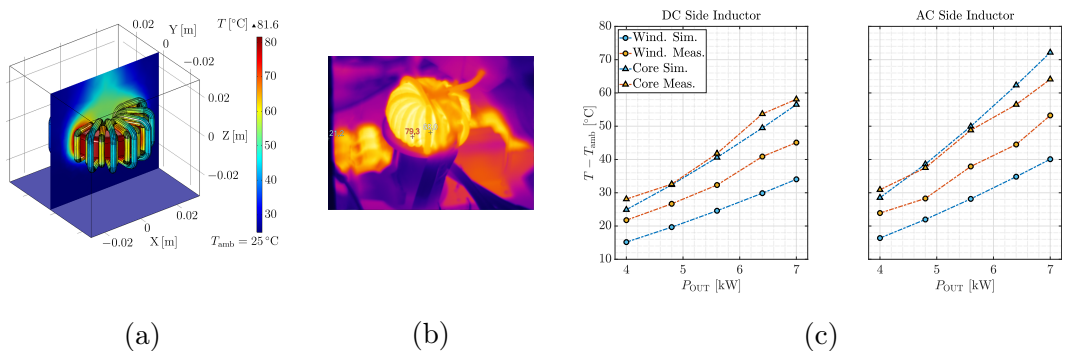 T [°C] ▲81.6
80
70
60
50
40
30
T_amb = 25 °C
Y [m]
0.02
0
−0.02
0.02
0
Z [m]
−0.02
−0.02
0
0.02
X [m]
(a)
79.3
(b)
DC Side Inductor
Wind. Sim.
Wind. Meas.
Core Sim.
Core Meas.
T − T_amb [°C]
80
70
60
50
40
30
20
10
4
5
6
7
P_OUT [kW]
AC Side Inductor
4
5
6
7
P_OUT [kW]
(c)